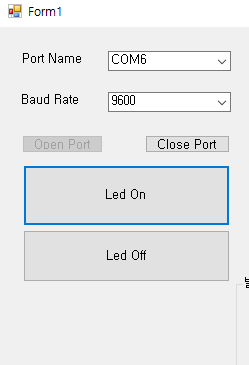 Form1
Port Name COM6
Baud Rate 9600
Open Port Close Port
Led On
Led Off